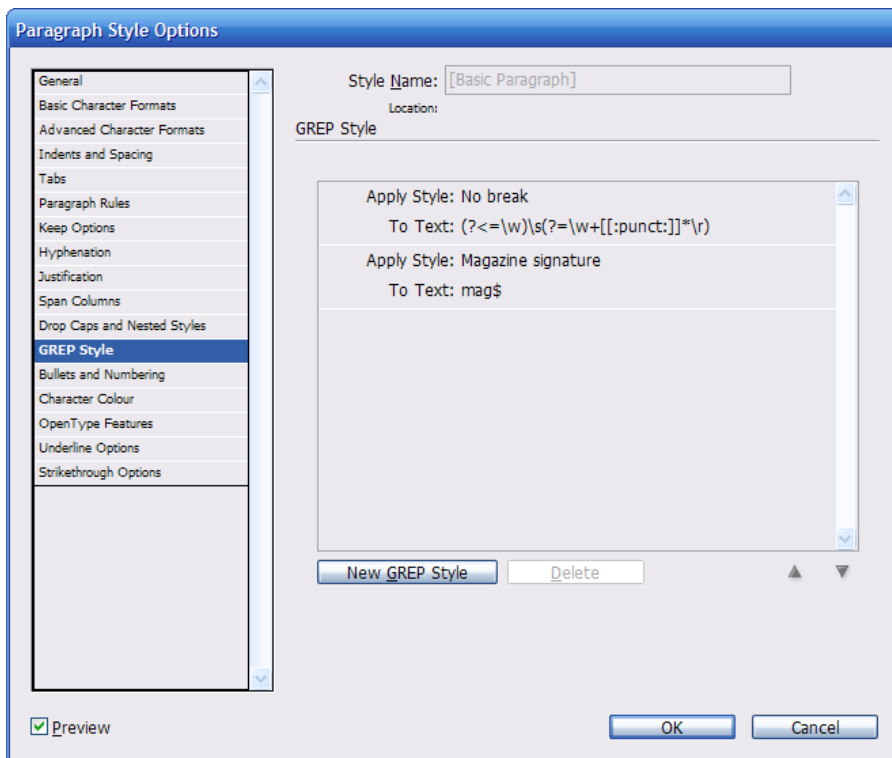 Paragraph Style Options
General
Basic Character Formats
Advanced Character Formats
Indents and Spacing
Tabs
Paragraph Rules
Keep Options
Hyphenation
Justification
Span Columns
Drop Caps and Nested Styles
GREP Style
Bullets and Numbering
Character Colour
OpenType Features
Underline Options
Strikethrough Options
Style Name: [Basic Paragraph]
Location:
GREP Style
Apply Style: No break
To Text: (?<=\w)\s(?=\w+[[:punct:]]*\r)
Apply Style: Magazine signature
To Text: mag$
New GREP Style
Delete
Preview
OK
Cancel